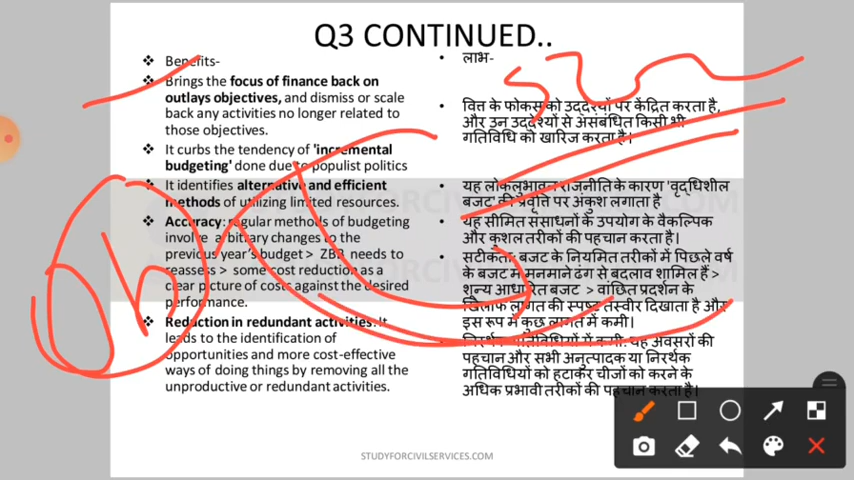 Q3 CONTINUED..
❖ Benefits-
❖ Brings the focus of finance back on
outlays objectives, and dismiss or scale
back any activities no longer related to
those objectives.
❖ It curbs the tendency of 'incremental
budgeting' done due to populist politics
❖ It identifies alternative and efficient
methods of utilizing limited resources.
❖ Accuracy: regular methods of budgeting
involve arbitrary changes to the
previous year's budget > ZBB needs to
reassess > some cost reduction as a
clear picture of costs against the desired
performance.
❖ Reduction in redundant activities: It
leads to the identification of
opportunities and more cost-effective
ways of doing things by removing all the
unproductive or redundant activities.
• लाभ-
• वित्त के फोकस को उद्देश्यों पर केंद्रित करता है,
और उन उद्देश्यों से असंबंधित किसी भी
गतिविधि को खारिज करता है।
• यह लोकलुभावन राजनीति के कारण 'वृद्धिशील
बजट' की प्रवृत्ति पर अंकुश लगाता है
• यह सीमित संसाधनों के उपयोग के वैकल्पिक
और कुशल तरीकों की पहचान करता है।
• सटीकता: बजट के नियमित तरीकों में पिछले वर्ष
के बजट में मनमाने ढंग से बदलाव शामिल हैं >
शून्य आधारित बजट > वांछित प्रदर्शन के
खिलाफ लागत की स्पष्ट तस्वीर दिखाता है और
इस रूप में कुछ लागत में कमी।
• निरर्थक गतिविधियों में कमी: यह अवसरों की
पहचान और सभी अनुत्पादक या निरर्थक
गतिविधियों को हटाकर चीजों को करने के
अधिक प्रभावी तरीकों की पहचान करता है।
STUDYFORCIVILSERVICES.COM